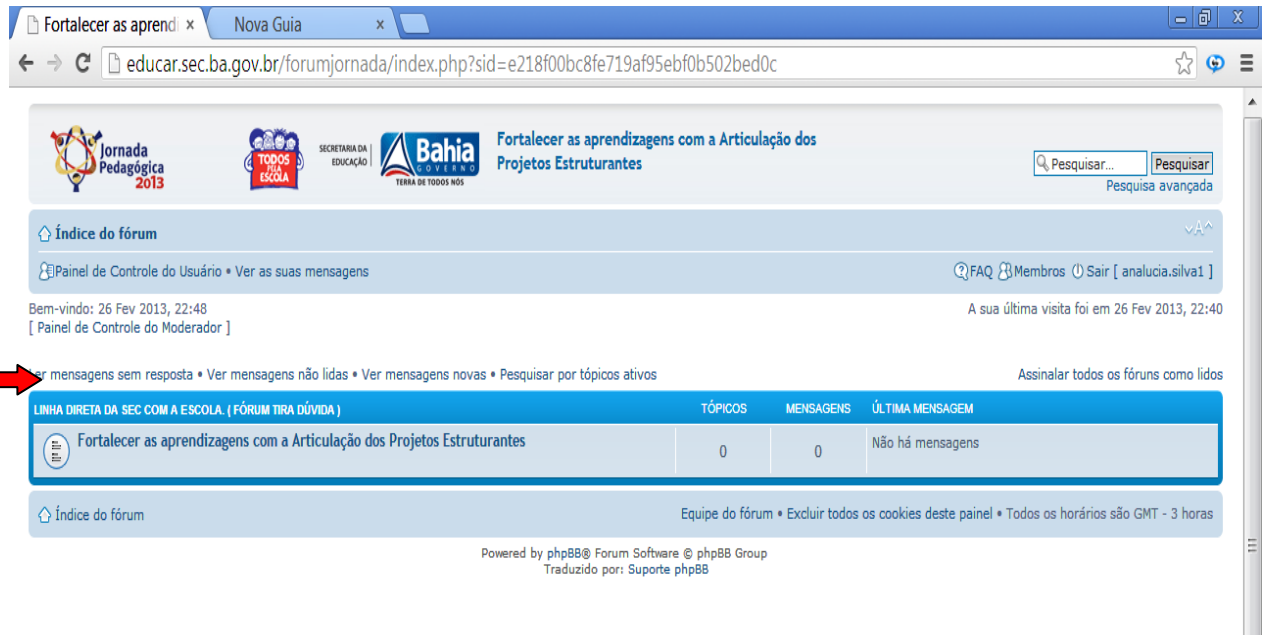 Fortalecer as aprendi × Nova Guia ×
educar.sec.ba.gov.br/forumjornada/index.php?sid=e218f00bc8fe719af95ebf0b502bed0c
Jornada
Pedagógica
2013
TODOS
PELA
ESCOLA
SECRETARIA DA
EDUCAÇÃO
Bahia
GOVERNO
TERRA DE TODOS NÓS
Fortalecer as aprendizagens com a Articulação dos
Projetos Estruturantes
Pesquisar... Pesquisar
Pesquisa avançada
Índice do fórum
Painel de Controle do Usuário • Ver as suas mensagens
FAQ Membros Sair [ analucia.silva1 ]
Bem-vindo: 26 Fev 2013, 22:48
[ Painel de Controle do Moderador ]
A sua última visita foi em 26 Fev 2013, 22:40
Ler mensagens sem resposta • Ver mensagens não lidas • Ver mensagens novas • Pesquisar por tópicos ativos
Assinalar todos os fóruns como lidos
LINHA DIRETA DA SEC COM A ESCOLA. ( FÓRUM TIRA DÚVIDA ) TÓPICOS MENSAGENS ÚLTIMA MENSAGEM
Fortalecer as aprendizagens com a Articulação dos Projetos Estruturantes 0 0 Não há mensagens
Índice do fórum
Equipe do fórum • Excluir todos os cookies deste painel • Todos os horários são GMT - 3 horas
Powered by phpBB® Forum Software © phpBB Group
Traduzido por: Suporte phpBB